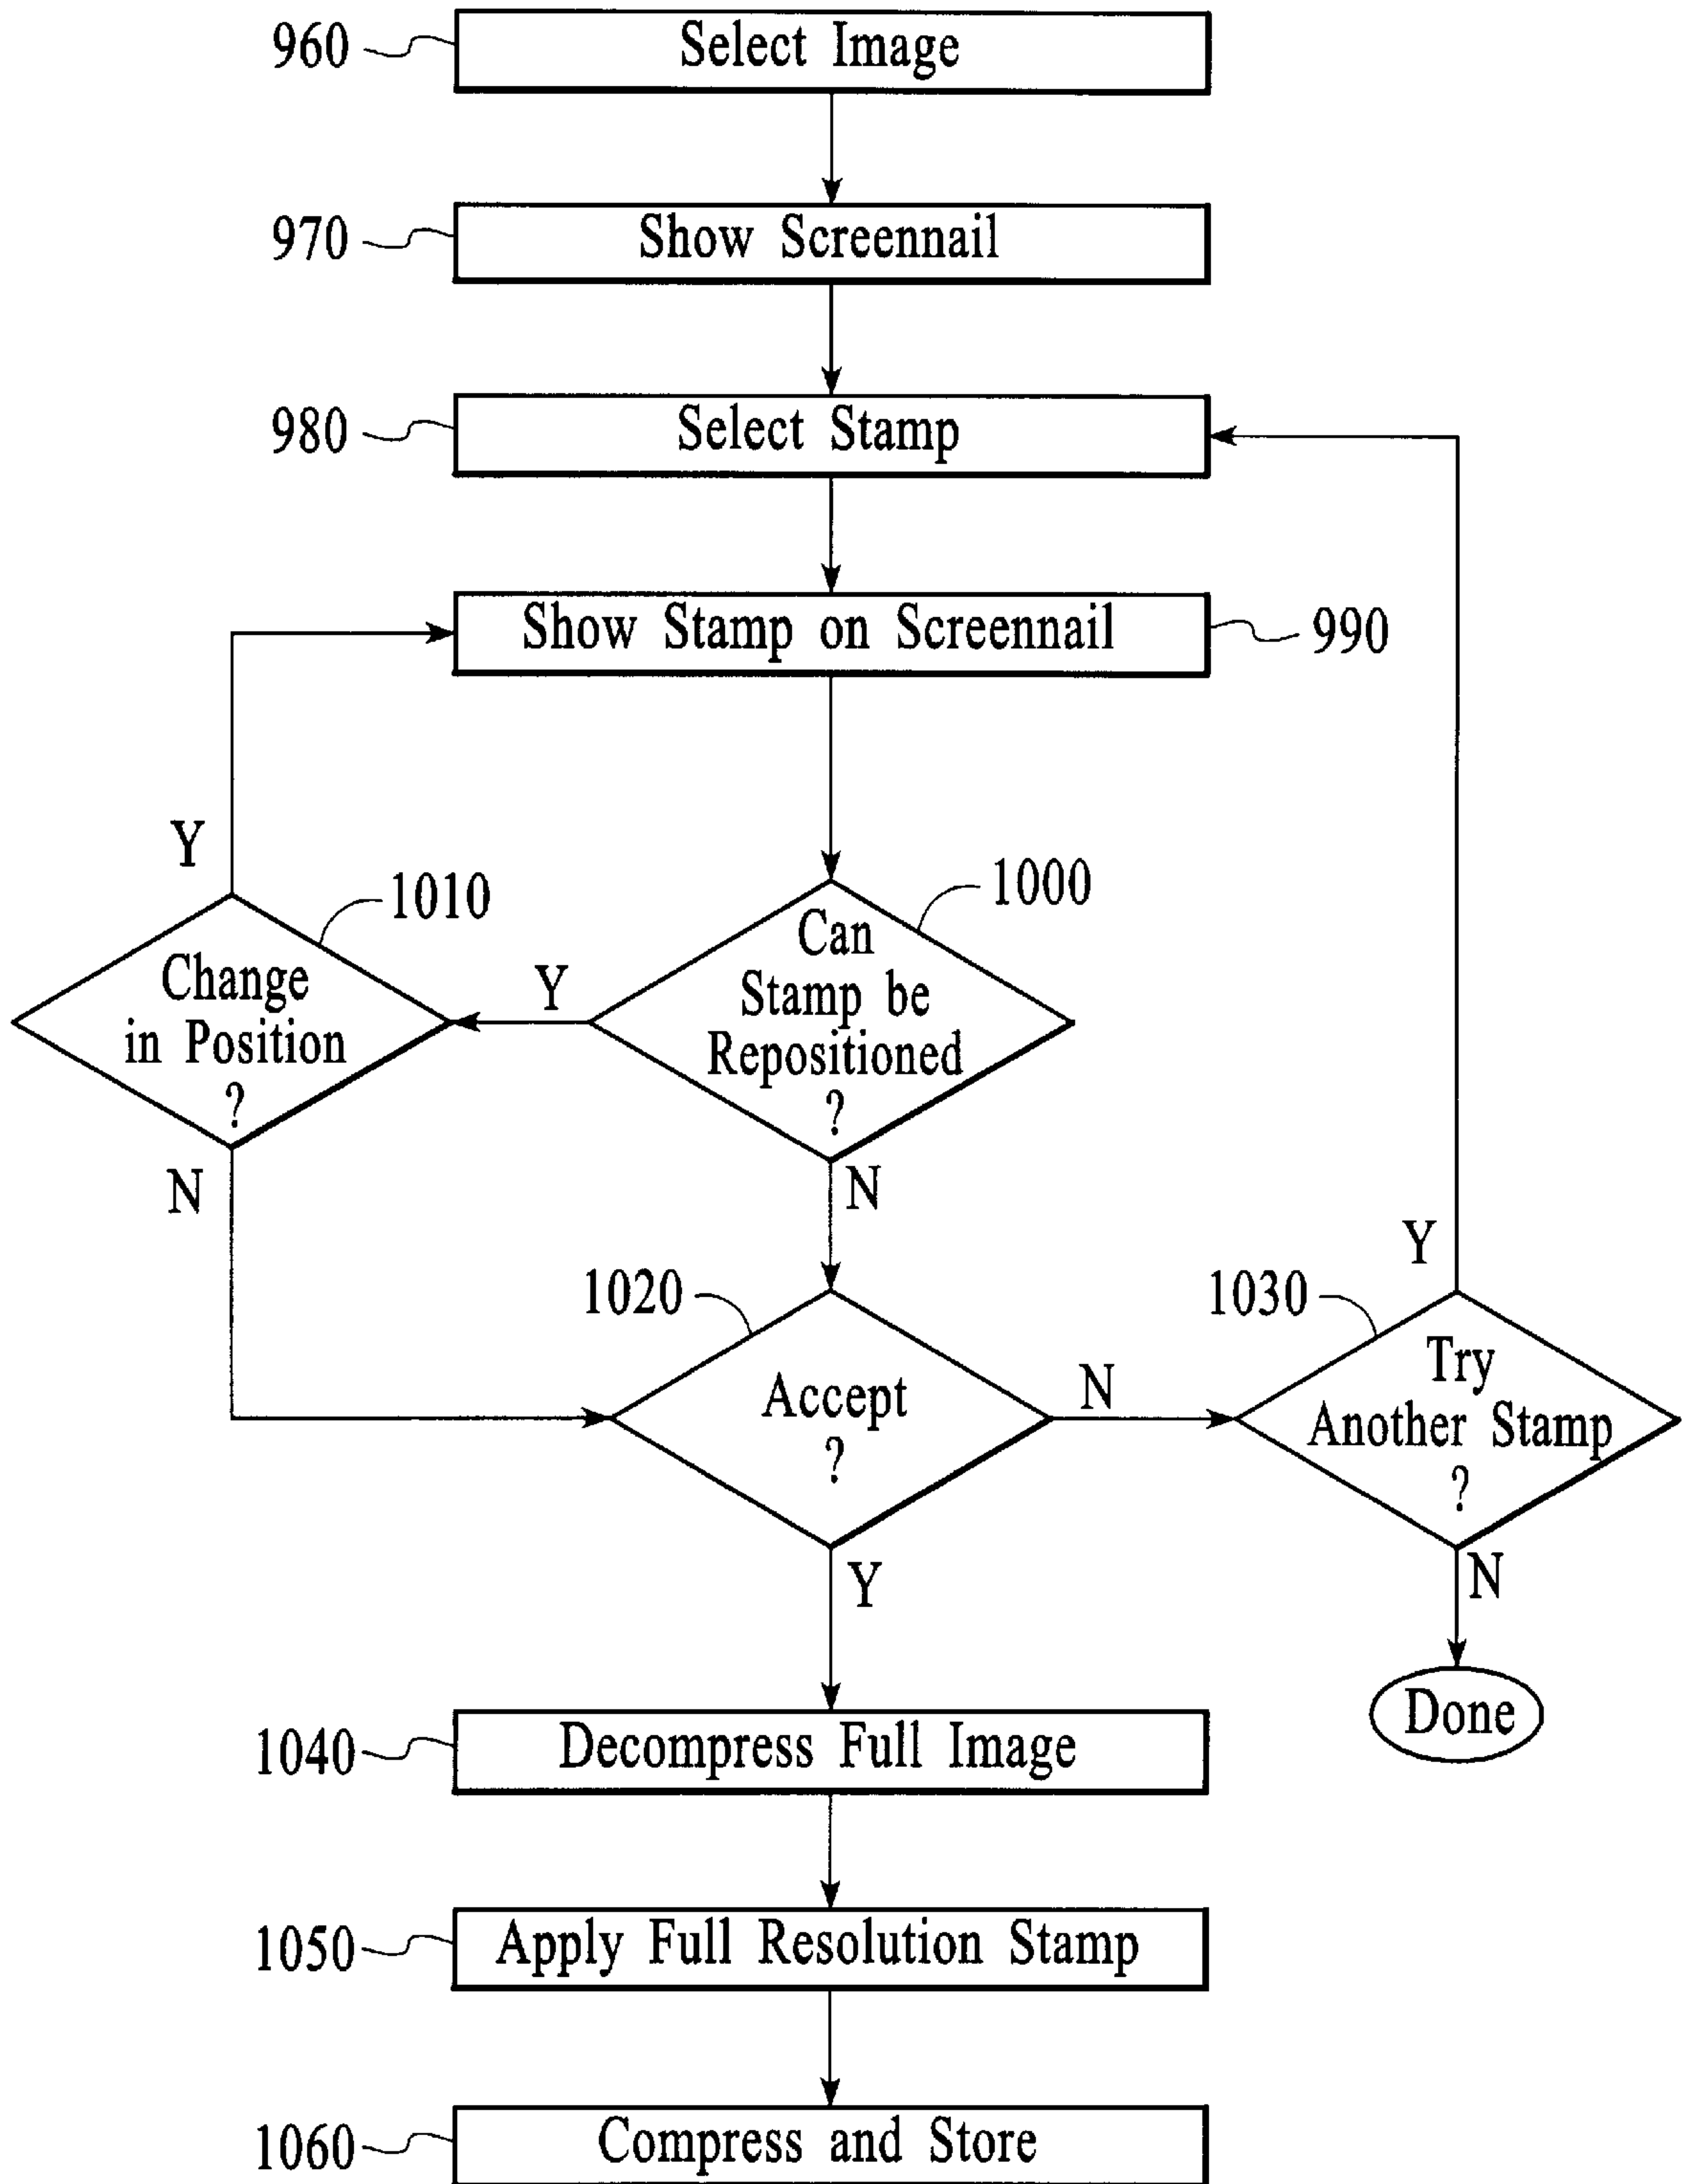 960
Select Image
970
Show Screennail
980
Select Stamp
Show Stamp on Screennail
990
Y
1010
Change
in Position
?
N
Y
1000
Can
Stamp be
Repositioned
?
N
1020
Accept
?
N
Y
1030
Y
Try
Another Stamp
?
N
Done
1040
Decompress Full Image
1050
Apply Full Resolution Stamp
1060
Compress and Store